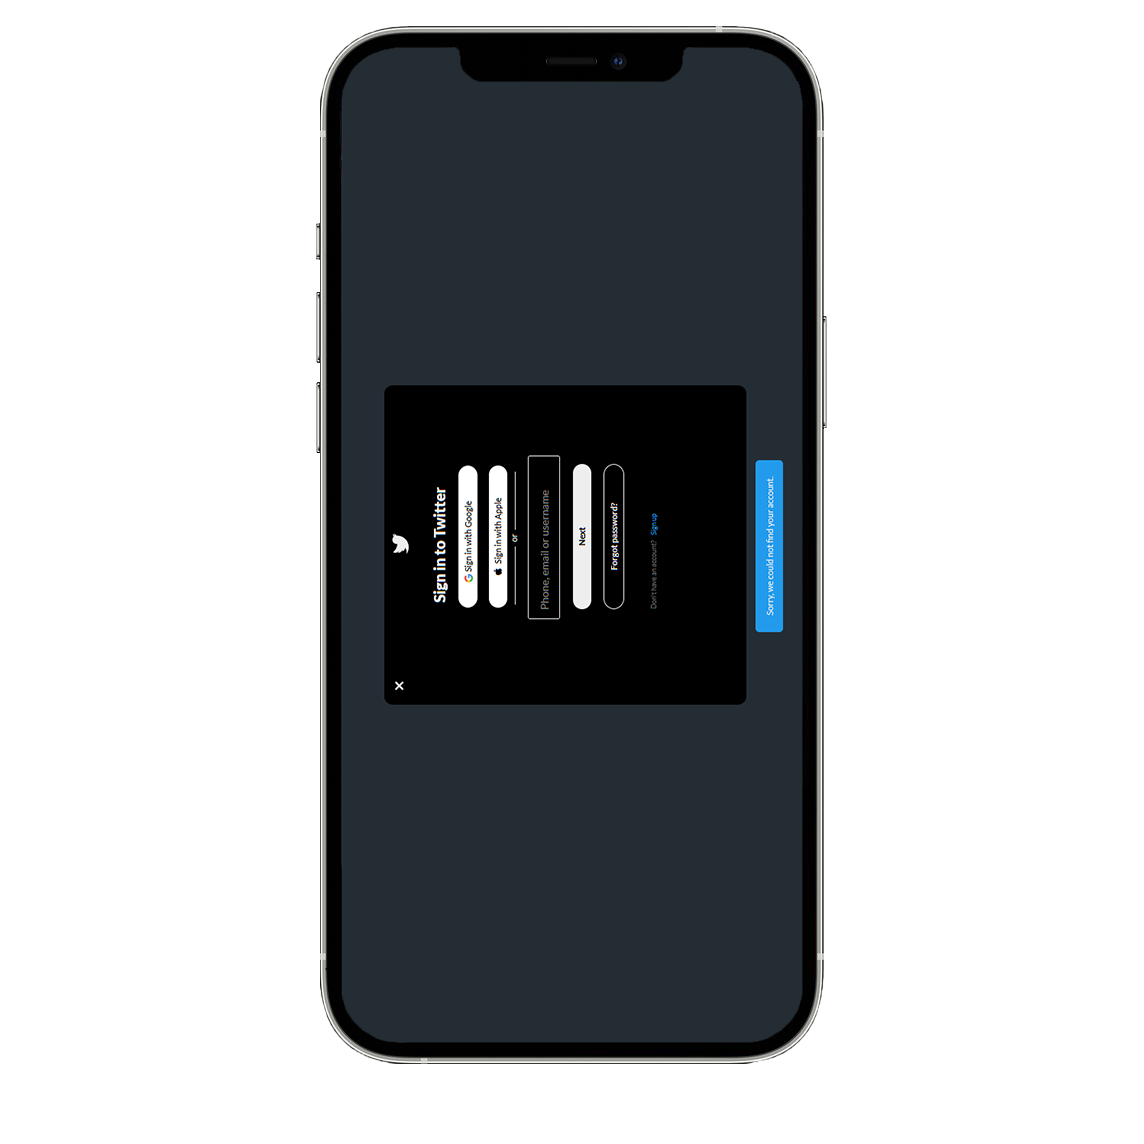 Sign in to Twitter
Sign in with Google
Sign in with Apple
or
Phone, email or username
Next
Forgot password?
Don't have an account? Sign up
Sorry, we could not find your account.